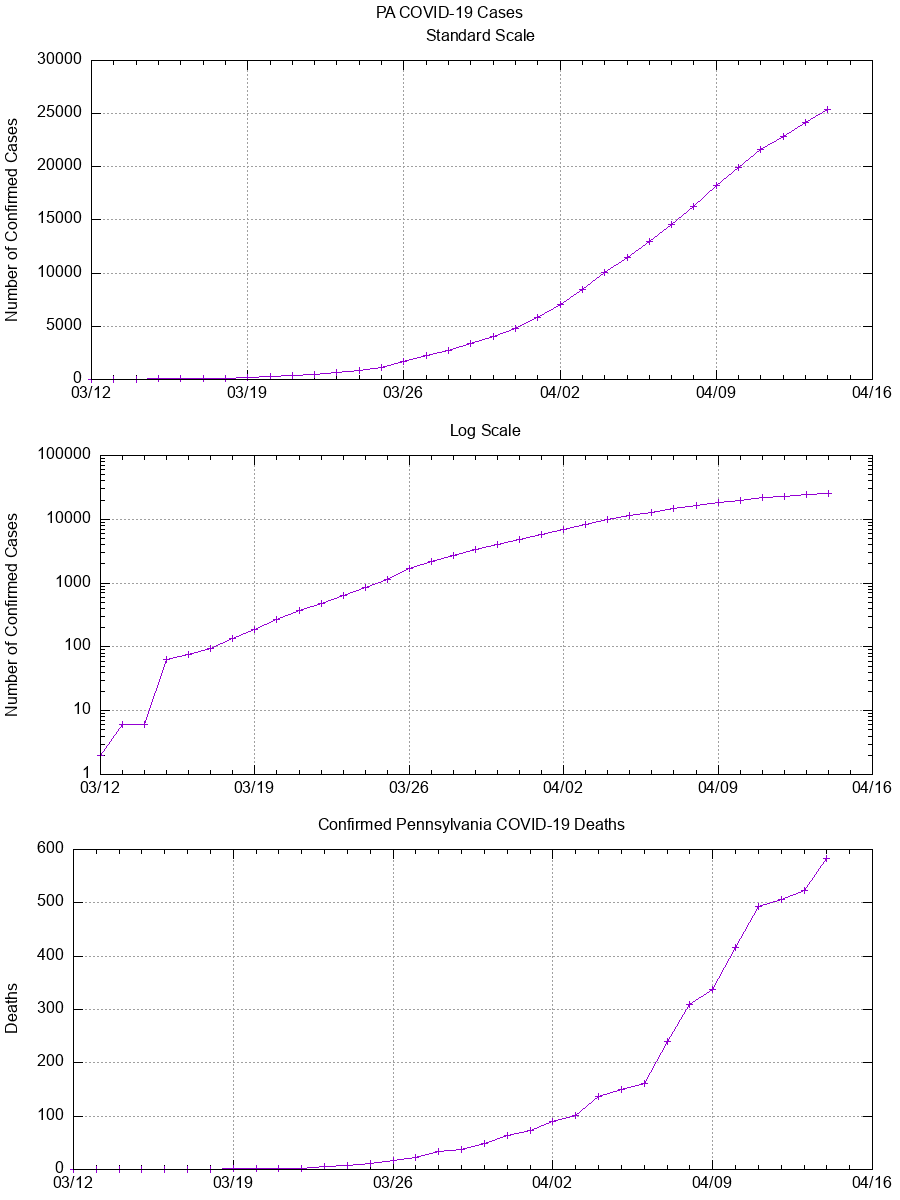 PA COVID-19 Cases
Standard Scale
30000
25000
20000
15000
10000
5000
0
Number of Confirmed Cases
03/12 03/19 03/26 04/02 04/09 04/16
Log Scale
100000
10000
1000
100
10
1
Number of Confirmed Cases
03/12 03/19 03/26 04/02 04/09 04/16
Confirmed Pennsylvania COVID-19 Deaths
600
500
400
300
200
100
0
Deaths
03/12 03/19 03/26 04/02 04/09 04/16